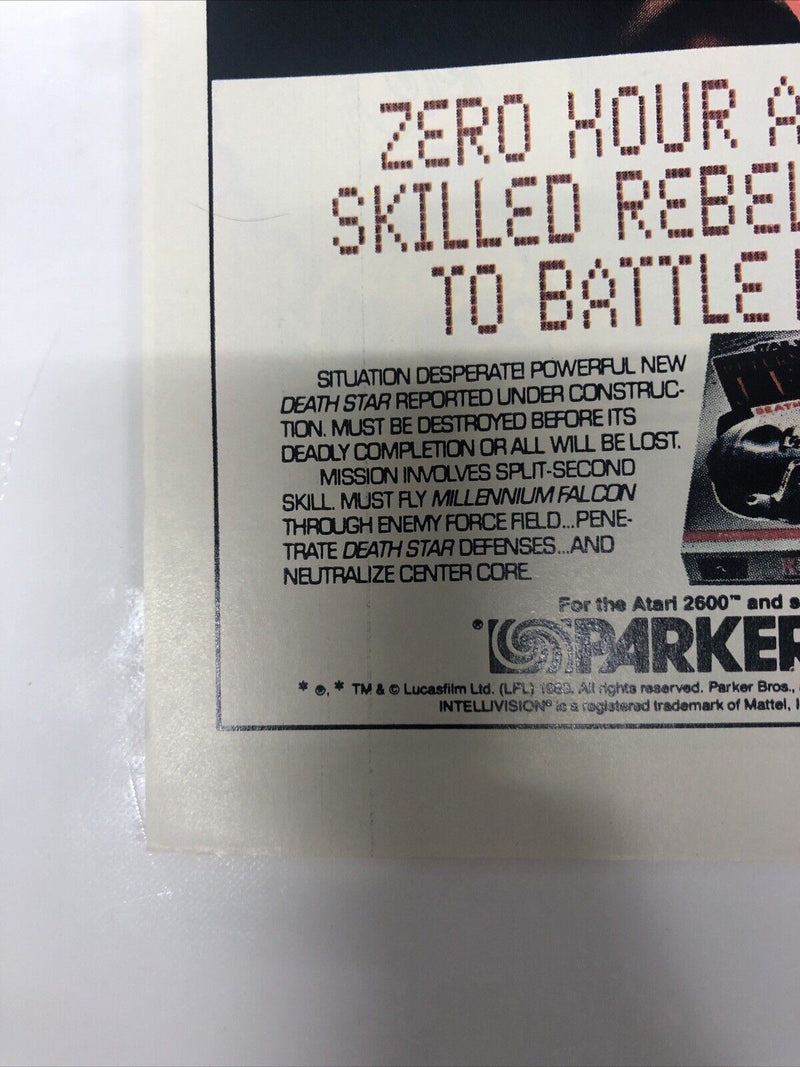 ZERO HOUR A
SKILLED REBEL
TO BATTLE
SITUATION DESPERATE! POWERFUL NEW
DEATH STAR REPORTED UNDER CONSTRUC-
TION. MUST BE DESTROYED BEFORE ITS
DEADLY COMPLETION OR ALL WILL BE LOST.
MISSION INVOLVES SPLIT-SECOND
SKILL. MUST FLY MILLENNIUM FALCON
THROUGH ENEMY FORCE FIELD...PENE-
TRATE DEATH STAR DEFENSES...AND
NEUTRALIZE CENTER CORE.
For the Atari 2600™ and s
® PARKER
* ®, * TM & © Lucasfilm Ltd. (LFL) 1983. All rights reserved. Parker Bros.,
INTELLIVISION® is a registered trademark of Mattel, I